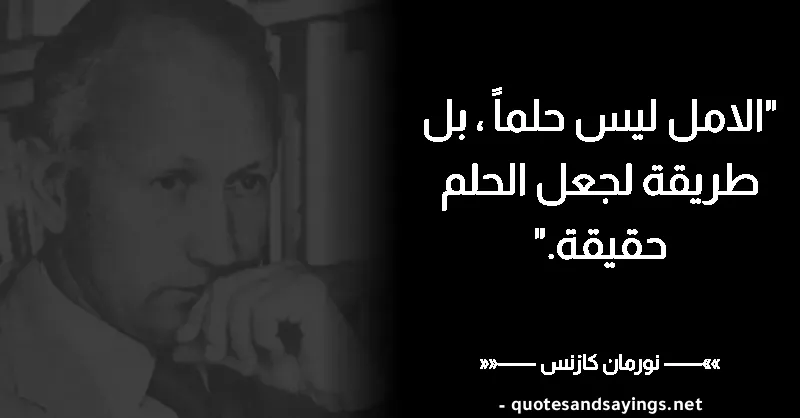 "الامل ليس حلماً ، بل
طريقة لجعل الحلم
حقيقة."
»»—— نورمان كازنس ——««
- quotesandsayings.net